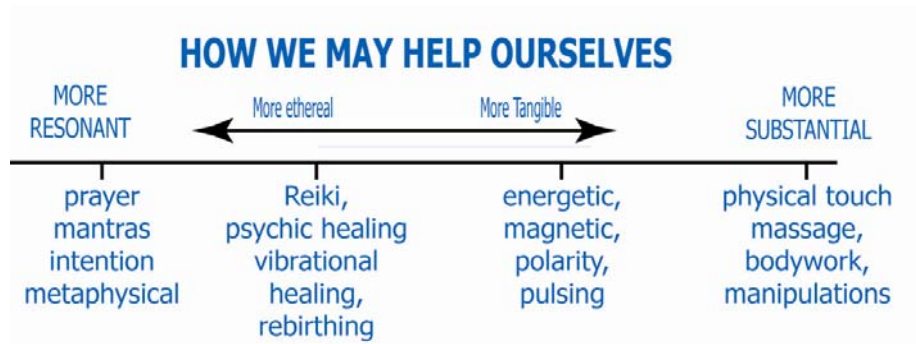 HOW WE MAY HELP OURSELVES
MORE
RESONANT
More ethereal
More Tangible
MORE
SUBSTANTIAL
prayer
mantras
intention
metaphysical
Reiki,
psychic healing
vibrational
healing,
rebirthing
energetic,
magnetic,
polarity,
pulsing
physical touch
massage,
bodywork,
manipulations